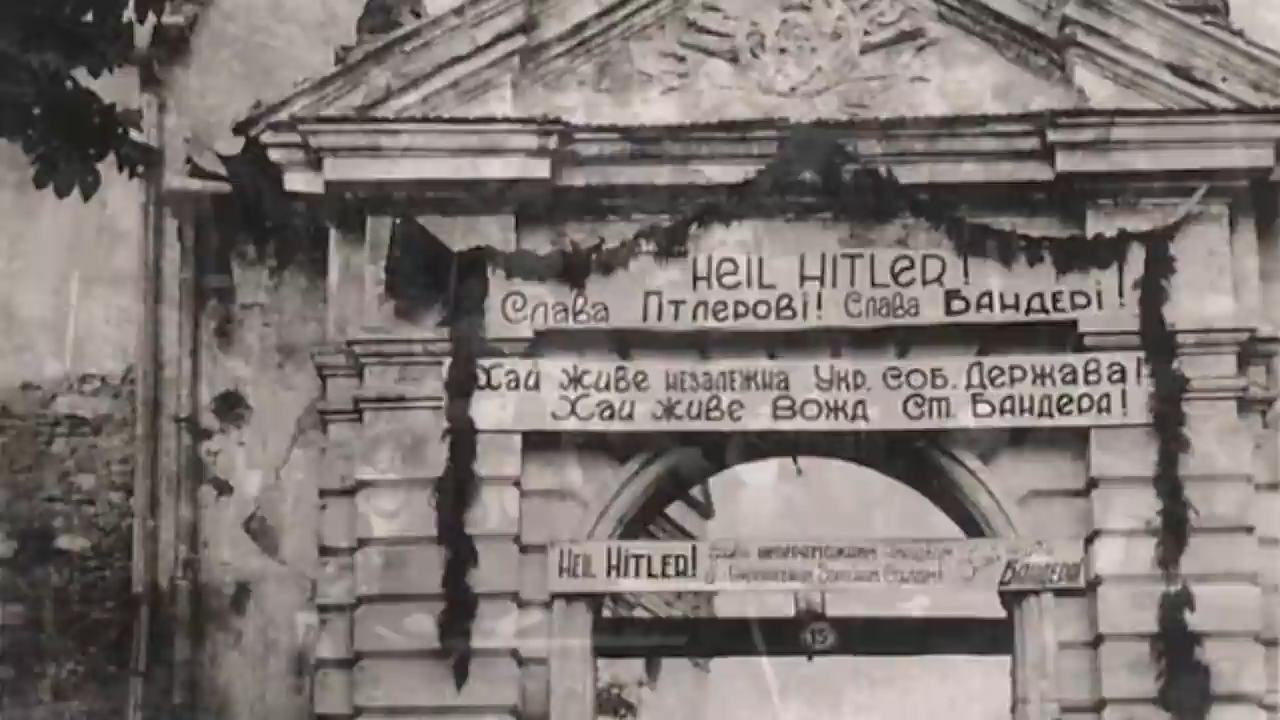 HEIL HITLER!
Слава Гітлерові! Слава Бандері!
Хай живе незалежна Укр. Соб. Держава!
Хай живе вожд Ст. Бандера!
HEIL HITLER!
Бандера!
15